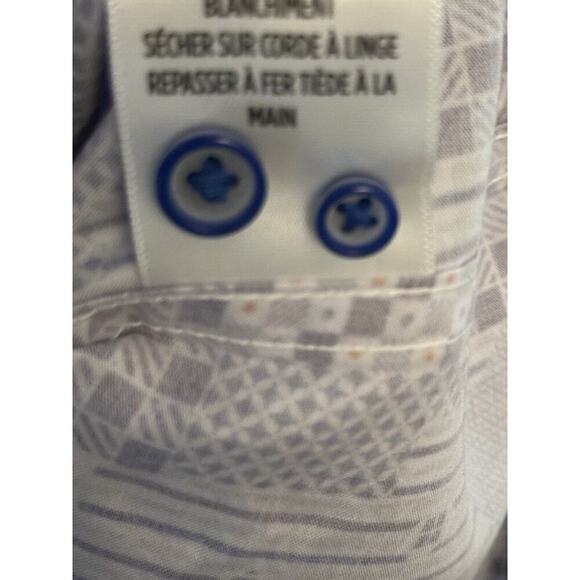 BLANCHIMENT
SÉCHER SUR CORDE À LINGE
REPASSER À FER TIÈDE À LA
MAIN